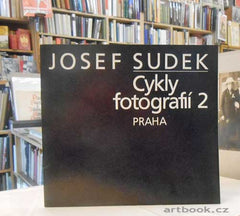 JOSEF SUDEK
Cykly
fotografií 2
PRAHA
artbook.cz